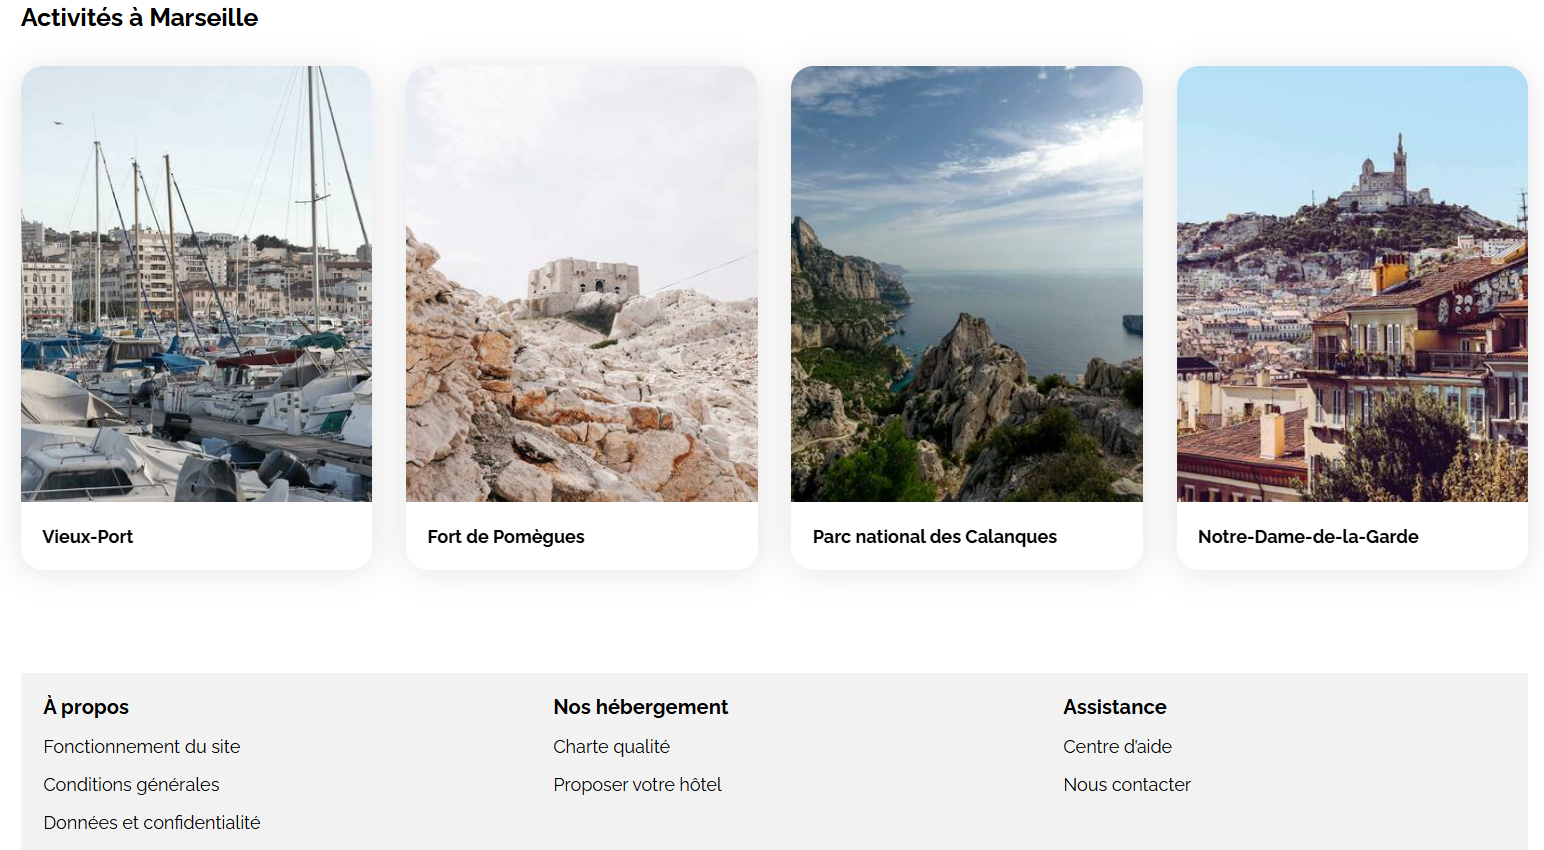 Activités à Marseille
Vieux-Port
Fort de Pomègues
Parc national des Calanques
Notre-Dame-de-la-Garde
À propos
Fonctionnement du site
Conditions générales
Données et confidentialité
Nos hébergement
Charte qualité
Proposer votre hôtel
Assistance
Centre d'aide
Nous contacter